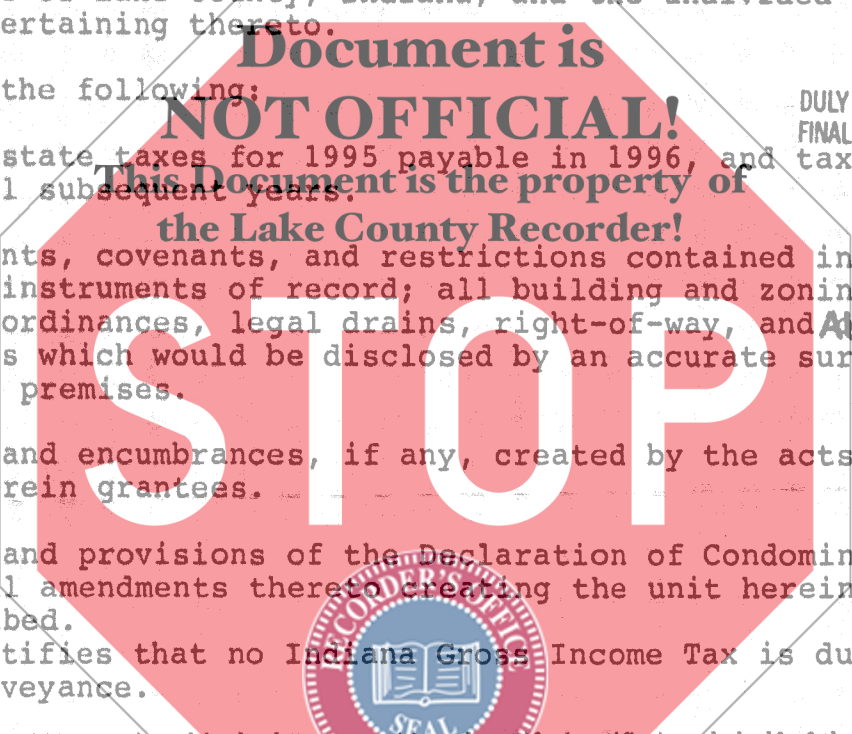 ertaining thereto.
Document is
the following:
NOT OFFICIAL!
DULY
FINAL
state taxes for 1995 payable in 1996, and tax
This Document is the property of
l subsequent years.
the Lake County Recorder!
nts, covenants, and restrictions contained in
instruments of record; all building and zonin
ordinances, legal drains, right-of-way, and
s which would be disclosed by an accurate sur
premises.
STOP
and encumbrances, if any, created by the acts
rein grantees.
and provisions of the Declaration of Condomin
l amendments thereto creating the unit herein
bed.
RECORDER'S OFFICE
tifies that no Indiana Gross Income Tax is du
veyance.
SEAL